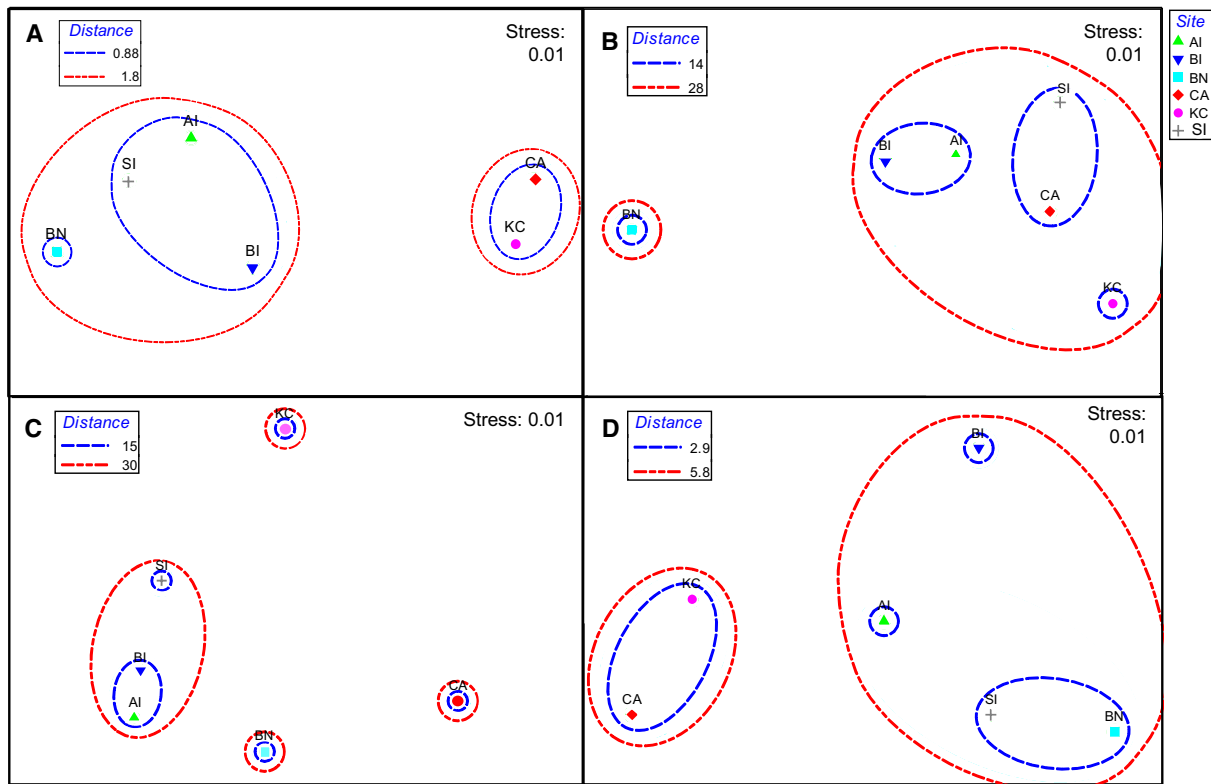 A
Distance
0.88
1.8
Stress:
0.01
AI
SI
CA
BN
KC
BI
B
Distance
14
28
Stress:
0.01
SI
BI
AI
CA
BN
KC
Site
AI
BI
BN
CA
KC
SI
C
Distance
15
30
Stress: 0.01
KC
SI
BI
AI
CA
BN
D
Distance
2.9
5.8
Stress:
0.01
BI
KC
AI
CA
SI
BN